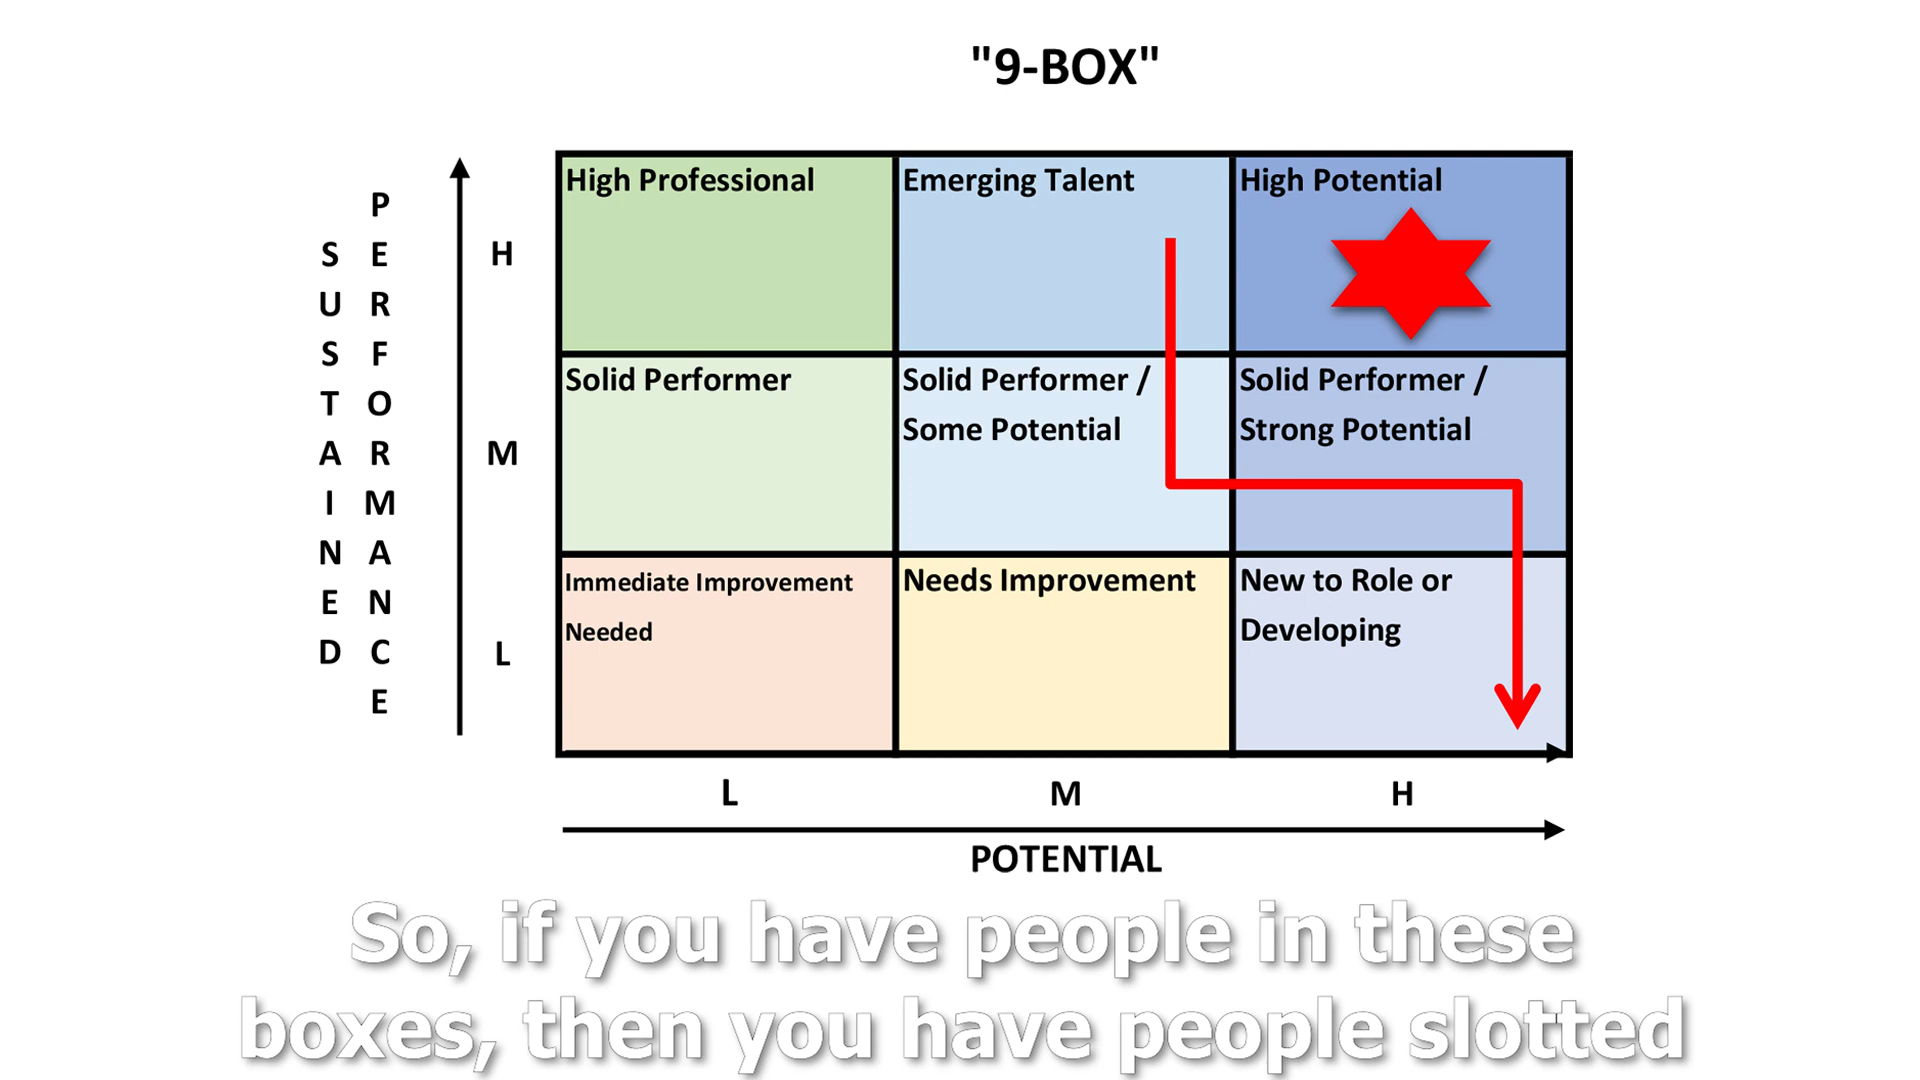 "9-BOX"
SUSTAINED
PERFORMANCE
H
M
L
High Professional
Emerging Talent
High Potential
Solid Performer
Solid Performer /
Some Potential
Solid Performer /
Strong Potential
Immediate Improvement
Needed
Needs Improvement
New to Role or
Developing
L
M
H
POTENTIAL
So, if you have people in these
boxes, then you have people slotted